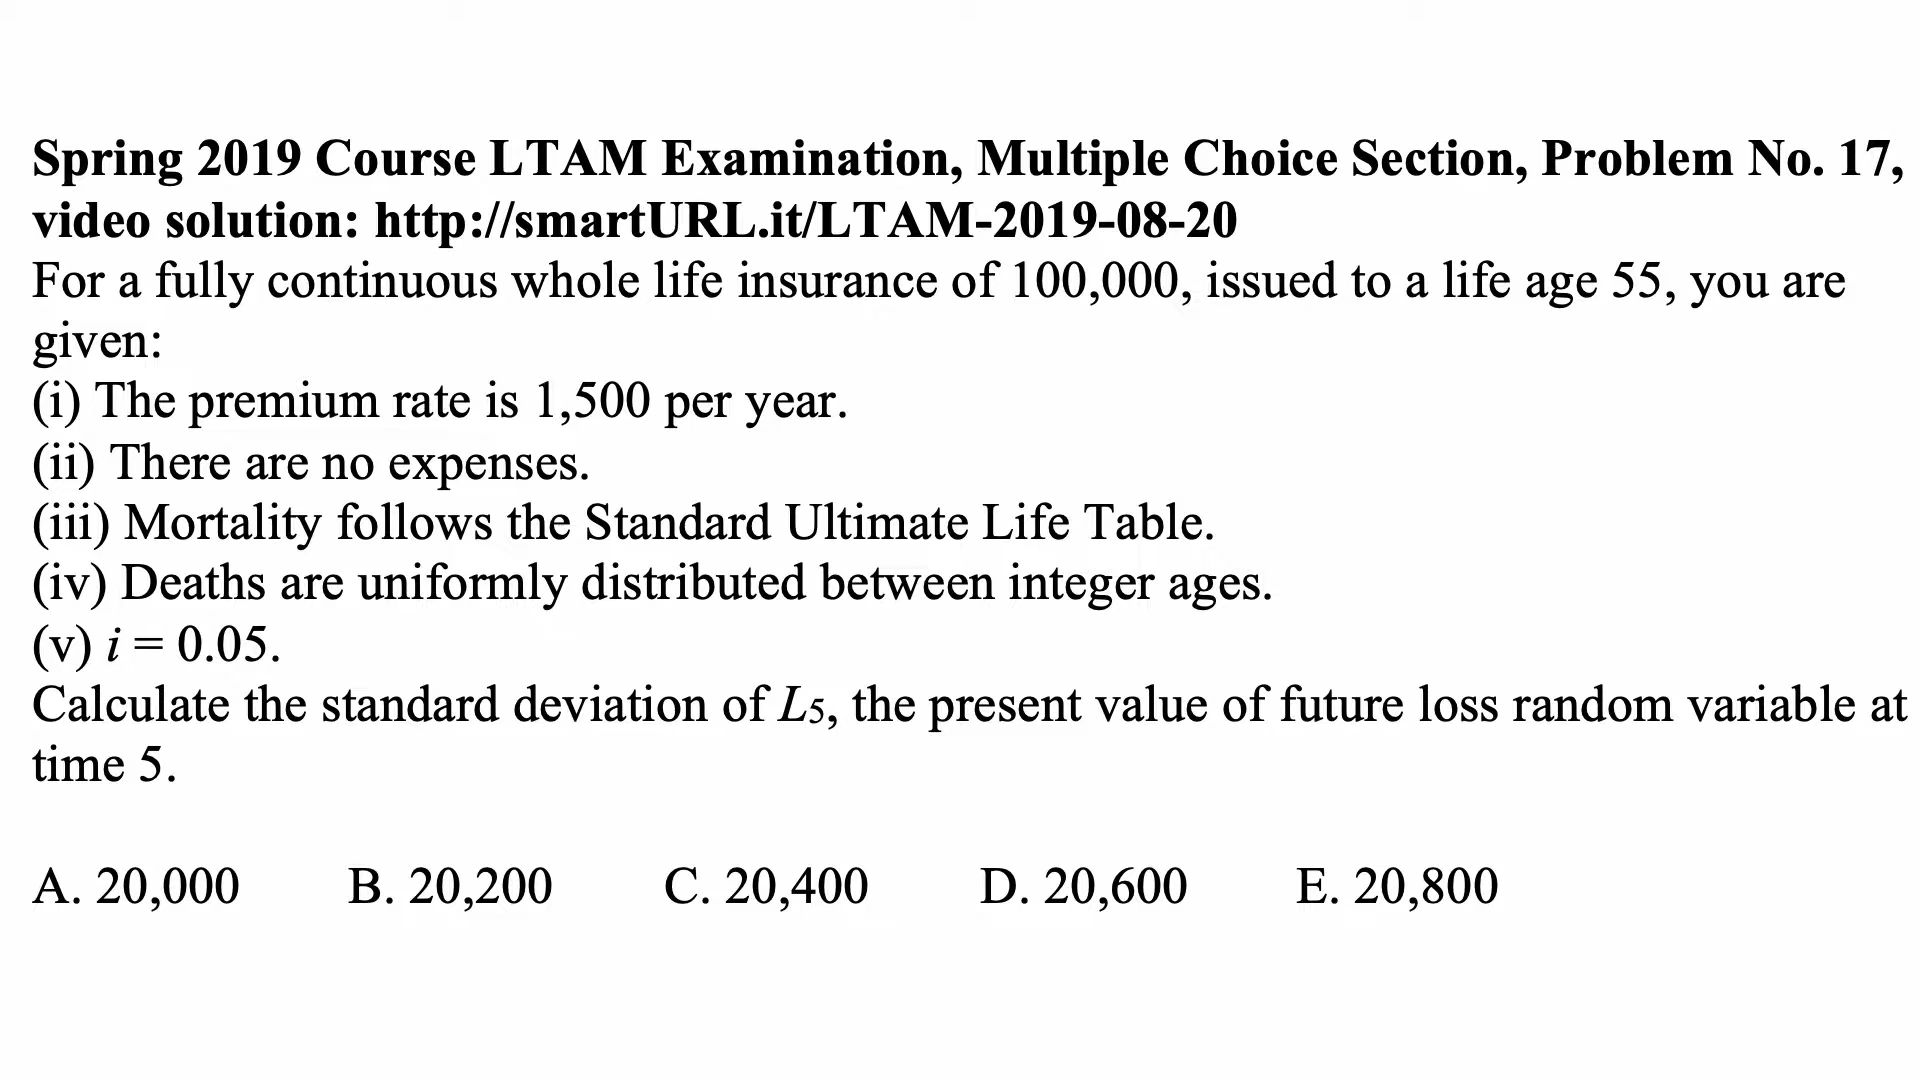 Spring 2019 Course LTAM Examination, Multiple Choice Section, Problem No. 17,
video solution: http://smartURL.it/LTAM-2019-08-20
For a fully continuous whole life insurance of 100,000, issued to a life age 55, you are
given:
(i) The premium rate is 1,500 per year.
(ii) There are no expenses.
(iii) Mortality follows the Standard Ultimate Life Table.
(iv) Deaths are uniformly distributed between integer ages.
(v) i = 0.05.
Calculate the standard deviation of L5, the present value of future loss random variable at
time 5.
A. 20,000 B. 20,200 C. 20,400 D. 20,600 E. 20,800